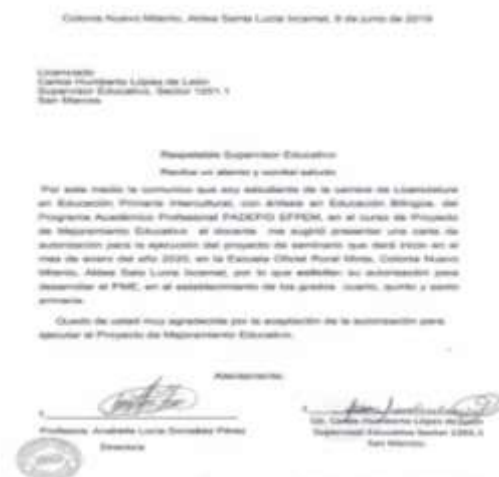 Colonia Nuevo Milenio, Aldea Santa Lucía Ixcamal, 9 de junio de 2019
Licenciado
Carlos Humberto López de León
Supervisor Educativo, Sector 1201.1
San Marcos
Respetable Supervisor Educativo
Reciba un atento y cordial saludo
Por este medio le comunico que soy estudiante de la carrera de Licenciatura
en Educación Primaria Intercultural, con énfasis en Educación Bilingüe, del
Programa Académico Profesional PADEP/D EFPEM, en el curso de Proyecto
de Mejoramiento Educativo el docente me sugirió presentar una carta de
autorización para la ejecución del proyecto de seminario que dará inicio en el
mes de enero del año 2020, en la Escuela Oficial Rural Mixta, Colonia Nuevo
Milenio, Aldea Lucía Ixcamal, por lo que solicito su autorización para
desarrollar el PME, en el establecimiento de los grados cuarto, quinto y sexto
primaria.
Quedo de usted muy agradecida por la aceptación de la autorización para
ejecutar el Proyecto de Mejoramiento Educativo.
Atentamente.
Profesora. Anabella Lucía González Pérez
Directora
Lic. Carlos Humberto López de León
Supervisor Educativo Sector 1201.1
San Marcos